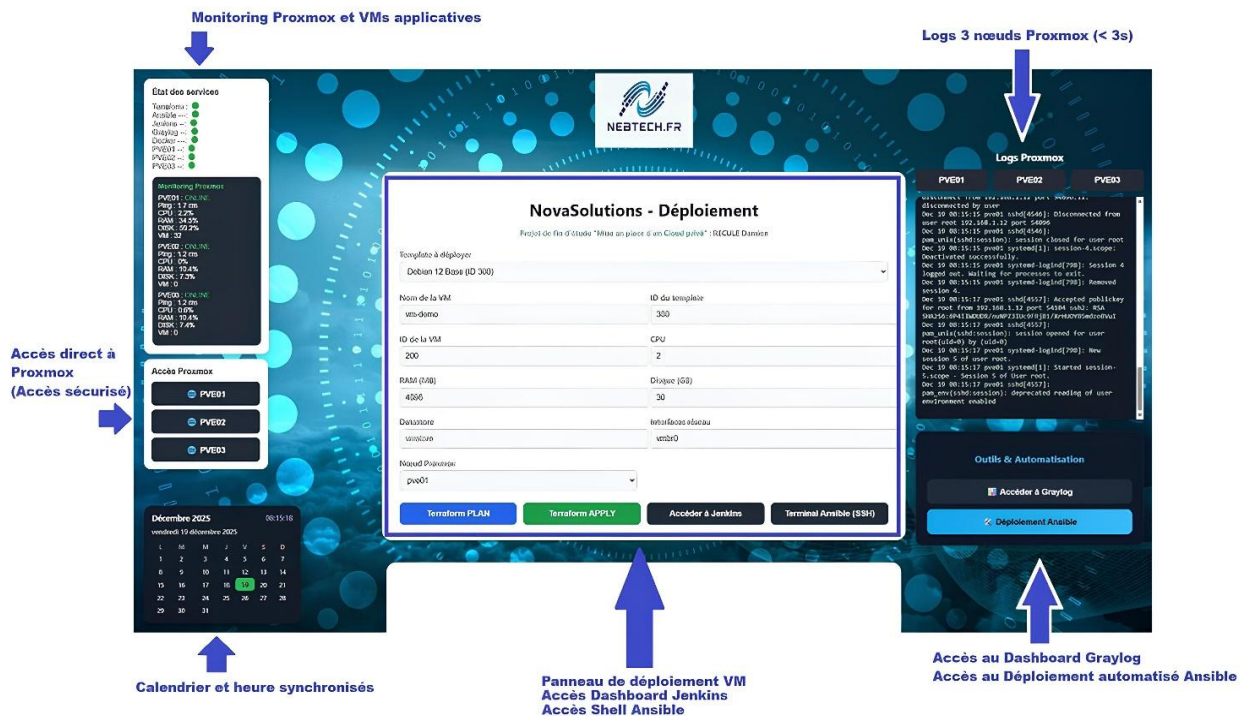 Monitoring Proxmox et VMs applicatives
Logs 3 nœuds Proxmox (< 3s)
État des services
Ansible --:
Jenkins --:
Graylog --:
Docker ---:
PVE01 --:
PVE02 --:
PVE03 --:
Monitoring Proxmox
PVE01 : ONLINE
Ping : 1.7 ms
CPU : 2.2%
RAM : 34.5%
DISK : 59.2%
VM : 32
PVE02 : ONLINE
Ping : 1.2 ms
CPU : 0%
RAM : 10.4%
DISK : 7.3%
VM : 0
PVE03 : ONLINE
Ping : 1.2 ms
CPU : 0.6%
RAM : 10.4%
DISK : 7.4%
VM : 0
Accès direct à
Proxmox
(Accès sécurisé)
Accès Proxmox
PVE01
PVE02
PVE03
Décembre 2025 08:15:18
vendredi 19 décembre 2025
L M M J V S D
1 2 3 4 5 6 7
8 9 10 11 12 13 14
15 16 17 18 19 20 21
22 23 24 25 26 27 28
29 30 31
Calendrier et heure synchronisés
NEBTECH.FR
NovaSolutions - Déploiement
Projet de fin d'étude "Mise en place d'un Cloud privé" : RECULE Damien
Template à déployer
Debian 12 Base (ID 300)
Nom de la VM ID du template
vm-demo 300
ID de la VM CPU
200 2
RAM (MB) Disque (GB)
4096 30
Datastore Interface réseau
vmbr0
Nœud Proxmox
pve01
Terraform PLAN Terraform APPLY Accéder à Jenkins Terminal Ansible (SSH)
Panneau de déploiement VM
Accès Dashboard Jenkins
Accès Shell Ansible
Logs Proxmox
PVE01 PVE02 PVE03
disconnect from 192.168.1.12 port 54090:11:
disconnected by user
Dec 19 08:15:15 pve01 sshd[4546]: Disconnected from
user root 192.168.1.12 port 54090
Dec 19 08:15:15 pve01 sshd[4546]:
pam_unix(sshd:session): session closed for user root
Dec 19 08:15:15 pve01 systemd[1]: session-4.scope:
Deactivated successfully.
Dec 19 08:15:15 pve01 systemd-logind[798]: Session 4
logged out. Waiting for processes to exit.
Dec 19 08:15:15 pve01 systemd-logind[798]: Removed
session 4.
Dec 19 08:15:17 pve01 sshd[4557]: Accepted publickey
for root from 192.168.1.12 port 54104 ssh2: RSA
Dec 19 08:15:17 pve01 sshd[4557]:
pam_unix(sshd:session): session opened for user
root(uid=0) by (uid=0)
Dec 19 08:15:17 pve01 systemd-logind[798]: New
session 5 of user root.
Dec 19 08:15:17 pve01 systemd[1]: Started session-
5.scope - Session 5 of User root.
Dec 19 08:15:17 pve01 sshd[4557]:
pam_env(sshd:session): deprecated reading of user
environment enabled
Outils & Automatisation
Accéder à Graylog
Déploiement Ansible
Accès au Dashboard Graylog
Accès au Déploiement automatisé Ansible